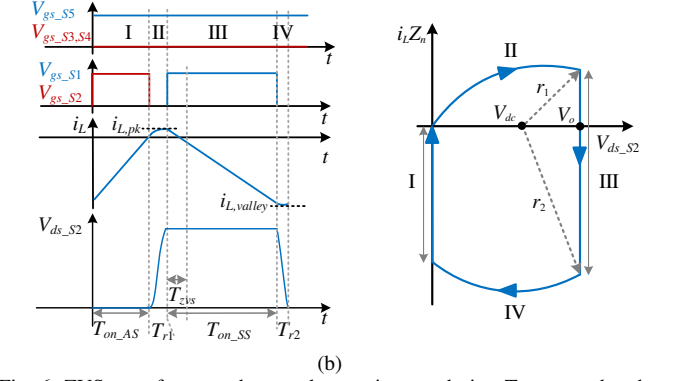 V_gs_S5
V_gs_S3,S4
I II III IV
t
V_gs_S1
V_gs_S2
t
i_L
i_L,pk
t
i_L,valley
V_ds_S2
T_zvs
t
T_on_AS T_r1 T_on_SS T_r2
i_L Z_n
II
r_1
V_dc V_o
V_ds_S2
I
III
r_2
IV
(b)